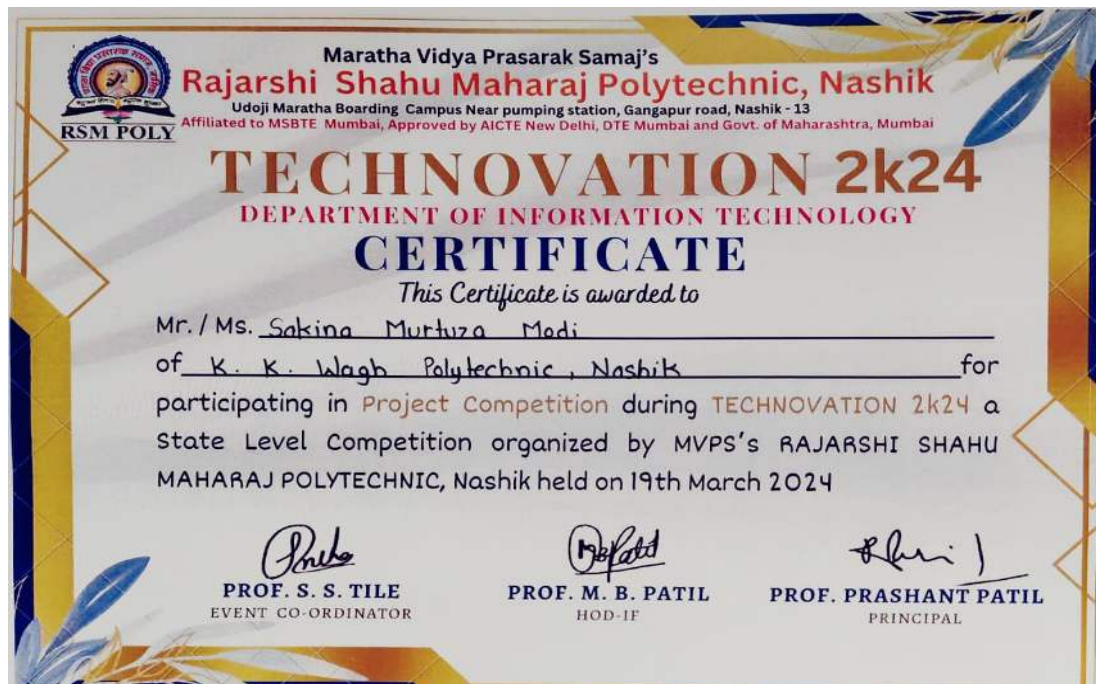 Maratha Vidya Prasarak Samaj's
Rajarshi Shahu Maharaj Polytechnic, Nashik
Udoji Maratha Boarding Campus Near pumping station, Gangapur road, Nashik - 13
Affiliated to MSBTE Mumbai, Approved by AICTE New Delhi, DTE Mumbai and Govt. of Maharashtra, Mumbai
RSM POLY
TECHNOVATION 2k24
DEPARTMENT OF INFORMATION TECHNOLOGY
CERTIFICATE
This Certificate is awarded to
Mr. / Ms. Sakina Murtuza Modi
of K. K. Wagh Polytechnic, Nashik for
participating in Project Competition during TECHNOVATION 2k24 a
State Level Competition organized by MVPS's RAJARSHI SHAHU
MAHARAJ POLYTECHNIC, Nashik held on 19th March 2024
PROF. S. S. TILE
EVENT CO-ORDINATOR
PROF. M. B. PATIL
HOD-IF
PROF. PRASHANT PATIL
PRINCIPAL